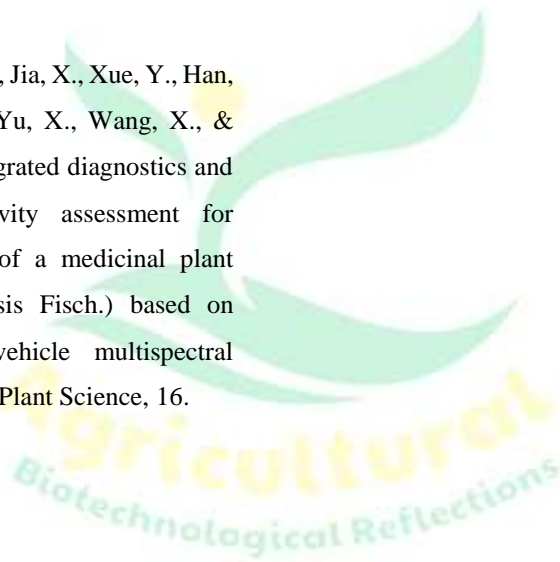 , Jia, X., Xue, Y., Han,
Yu, X., Wang, X., &
grated diagnostics and
vity assessment for
of a medicinal plant
sis Fisch.) based on
vehicle multispectral
Plant Science, 16.
Agricultural
Biotechnological Reflections